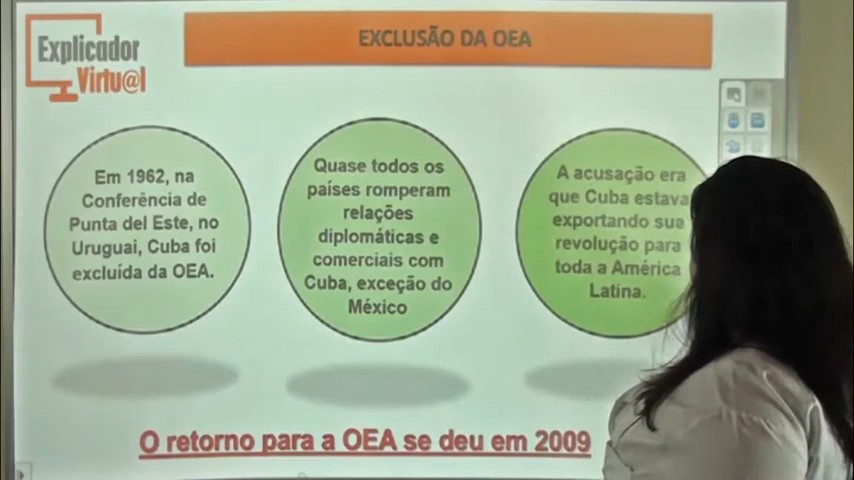 Explicador
Virtu@l
EXCLUSÃO DA OEA
Em 1962, na
Conferência de
Punta del Este, no
Uruguai, Cuba foi
excluída da OEA.
Quase todos os
países romperam
relações
diplomáticas e
comerciais com
Cuba, exceção do
México
A acusação era
que Cuba estava
exportando sua
revolução para
toda a América
Latina.
O retorno para a OEA se deu em 2009